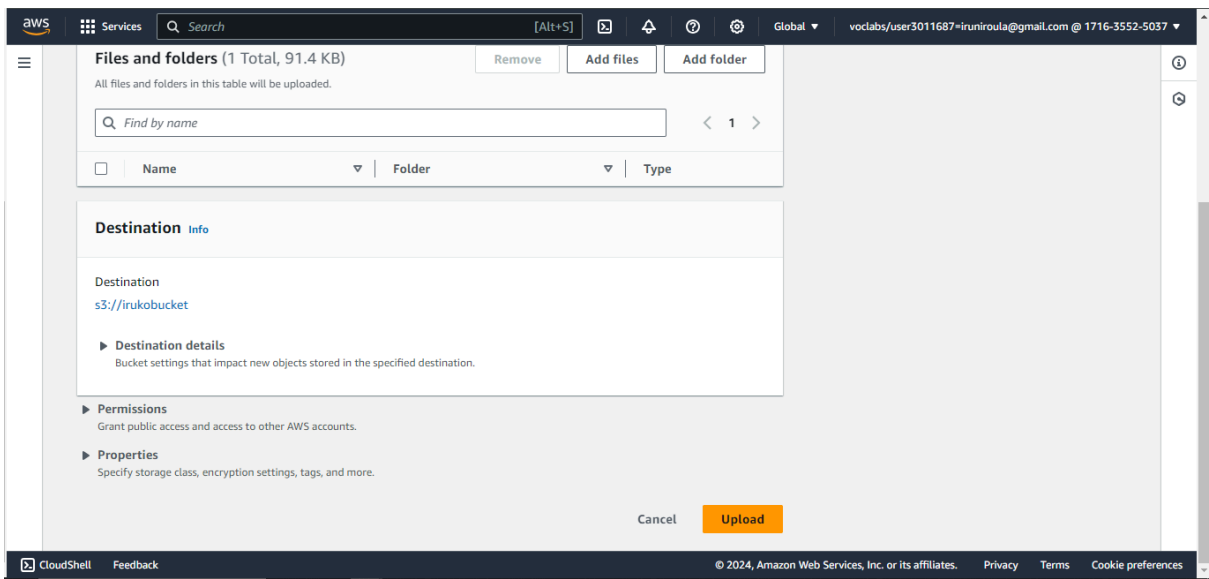 aws Services Search [Alt+S] Global ▼ voclabs/user3011687=iruniroula@gmail.com @ 1716-3552-5037 ▼
Files and folders (1 Total, 91.4 KB) Remove Add files Add folder
All files and folders in this table will be uploaded.
Find by name < 1 >
Name Folder Type
Destination Info
Destination
s3://irukobucket
Destination details
Bucket settings that impact new objects stored in the specified destination.
Permissions
Grant public access and access to other AWS accounts.
Properties
Specify storage class, encryption settings, tags, and more.
Cancel Upload
CloudShell Feedback © 2024, Amazon Web Services, Inc. or its affiliates. Privacy Terms Cookie preferences